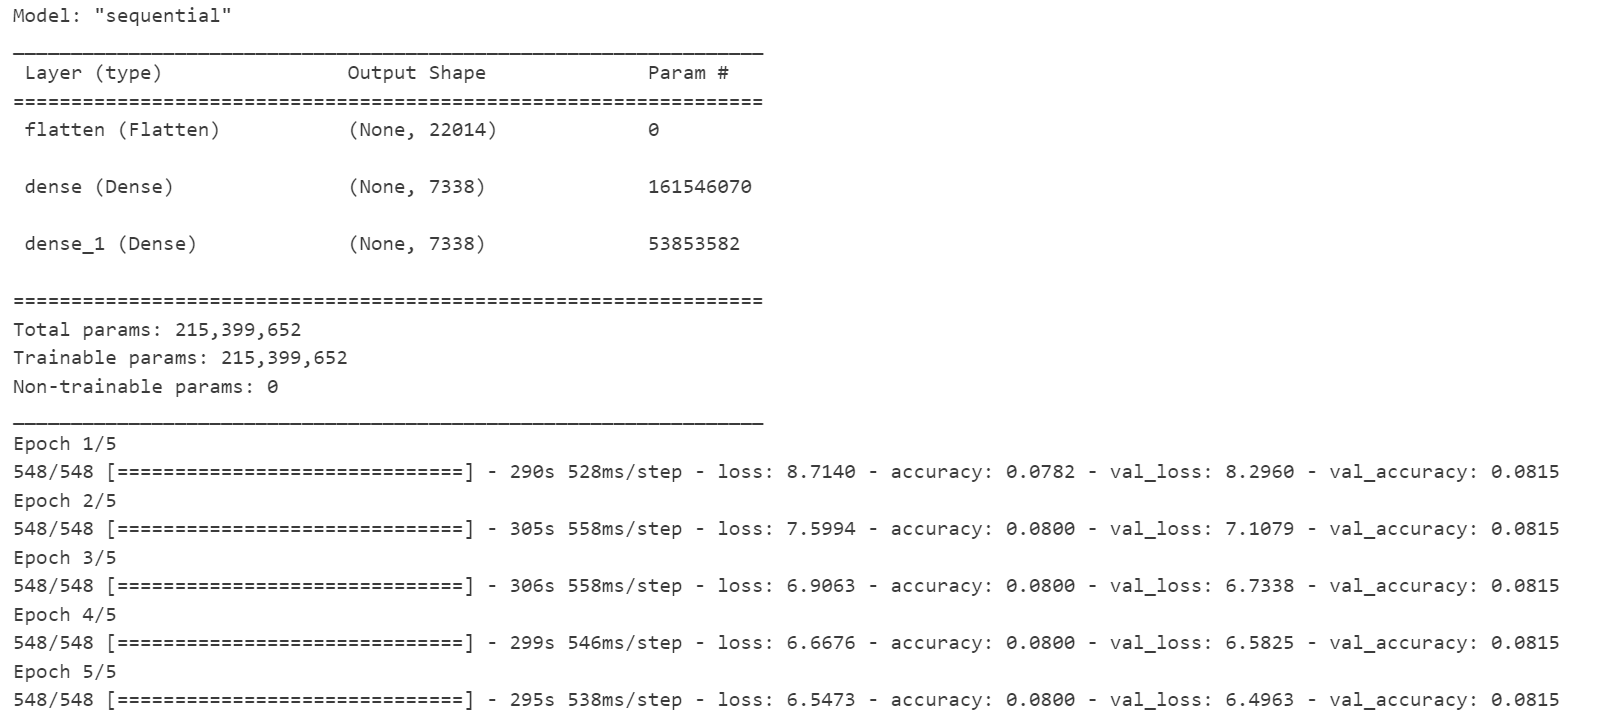 Model: "sequential"
_________________________________________________________________
Layer (type) Output Shape Param #
=================================================================
flatten (Flatten) (None, 22014) 0
dense (Dense) (None, 7338) 161546070
dense_1 (Dense) (None, 7338) 53853582
=================================================================
Total params: 215,399,652
Trainable params: 215,399,652
Non-trainable params: 0
_________________________________________________________________
Epoch 1/5
548/548 [==============================] - 290s 528ms/step - loss: 8.7140 - accuracy: 0.0782 - val_loss: 8.2960 - val_accuracy: 0.0815
Epoch 2/5
548/548 [==============================] - 305s 558ms/step - loss: 7.5994 - accuracy: 0.0800 - val_loss: 7.1079 - val_accuracy: 0.0815
Epoch 3/5
548/548 [==============================] - 306s 558ms/step - loss: 6.9063 - accuracy: 0.0800 - val_loss: 6.7338 - val_accuracy: 0.0815
Epoch 4/5
548/548 [==============================] - 299s 546ms/step - loss: 6.6676 - accuracy: 0.0800 - val_loss: 6.5825 - val_accuracy: 0.0815
Epoch 5/5
548/548 [==============================] - 295s 538ms/step - loss: 6.5473 - accuracy: 0.0800 - val_loss: 6.4963 - val_accuracy: 0.0815